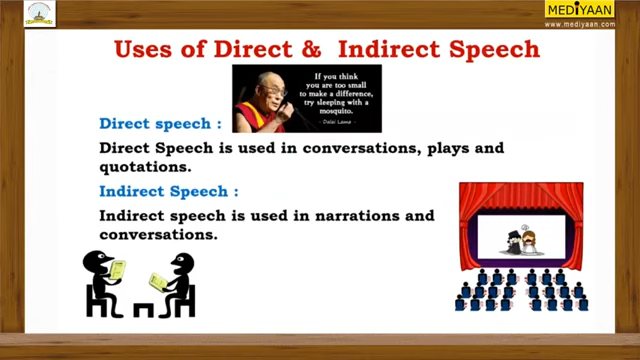 MEDIYAAN
www.mediyaan.com
Uses of Direct & Indirect Speech
If you think
you are too small
to make a difference,
try sleeping with a
mosquito.
- Dalai Lama -
Direct speech :
Direct Speech is used in conversations, plays and
quotations.
Indirect Speech :
Indirect speech is used in narrations and
conversations.